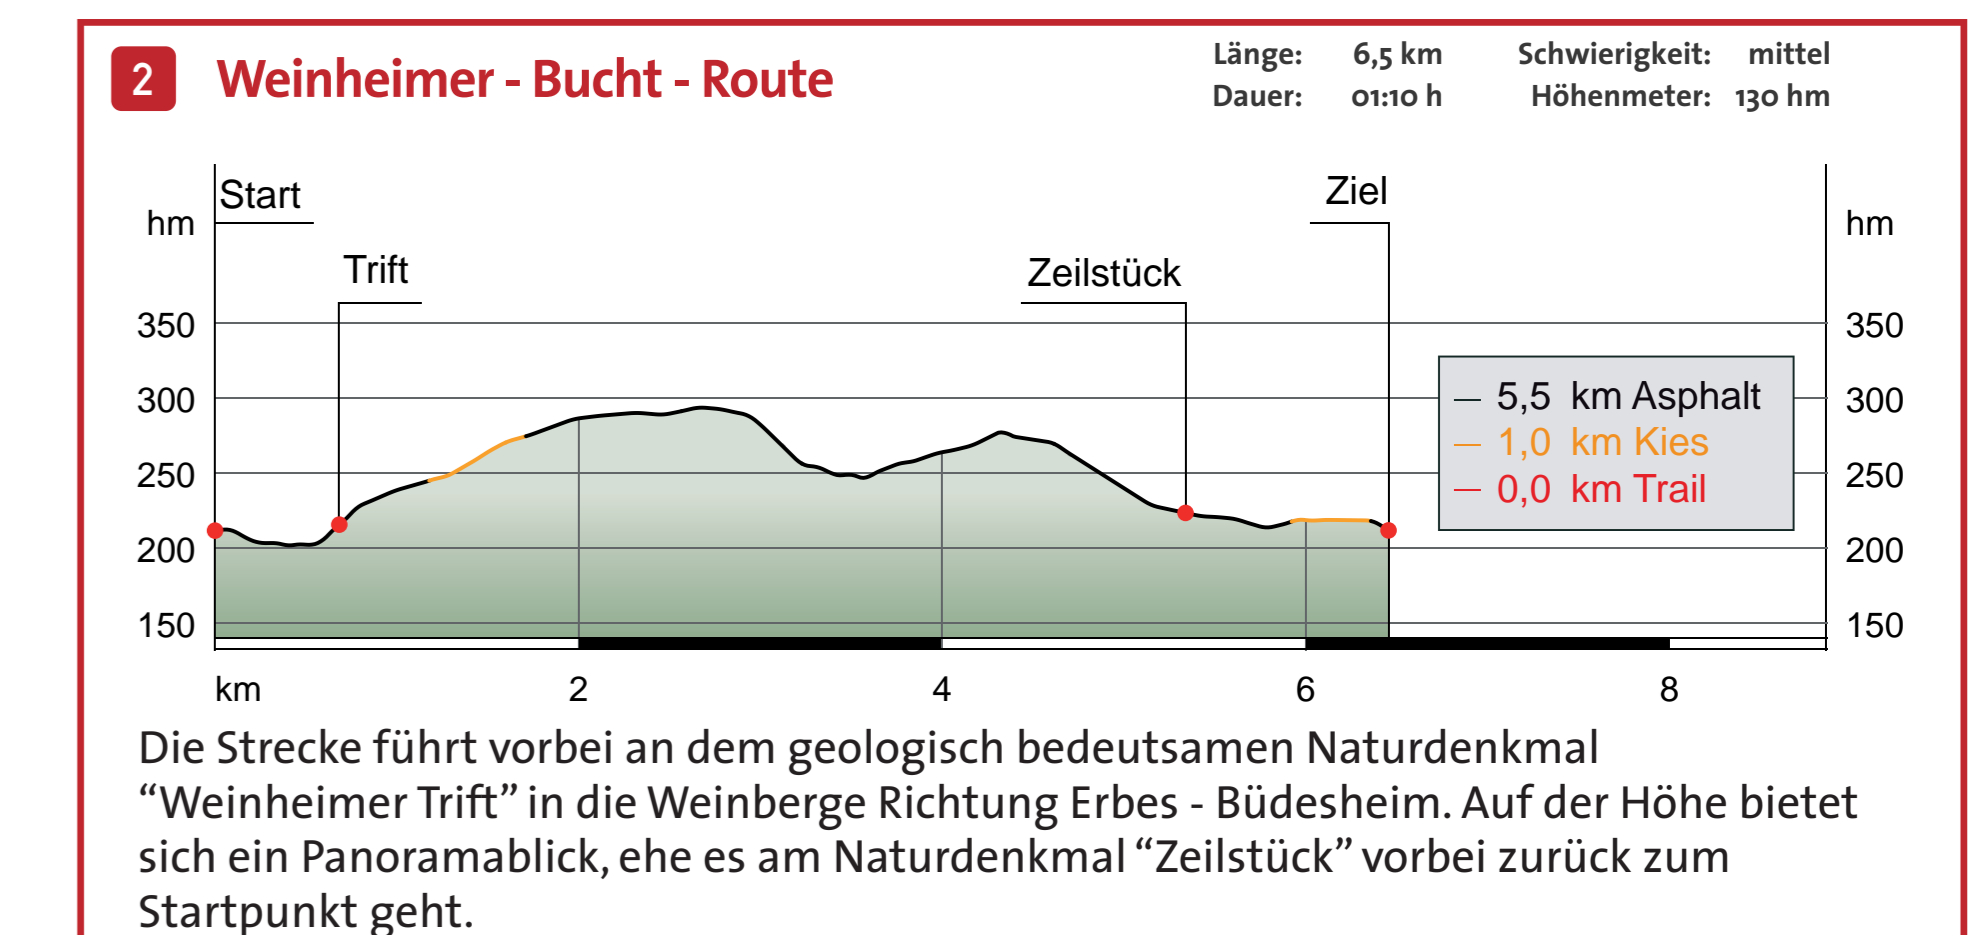 2 Weinheimer - Bucht - Route
Länge: 6,5 km Schwierigkeit: mittel
Dauer: 01:10 h Höhenmeter: 130 hm
Start
Ziel
hm
hm
Trift
Zeilstück
350
350
300
300
250
250
200
200
150
150
5,5 km Asphalt
1,0 km Kies
0,0 km Trail
km 2 4 6 8
Die Strecke führt vorbei an dem geologisch bedeutsamen Naturdenkmal
“Weinheimer Trift” in die Weinberge Richtung Erbes - Büdesheim. Auf der Höhe bietet
sich ein Panoramablick, ehe es am Naturdenkmal “Zeilstück” vorbei zurück zum
Startpunkt geht.